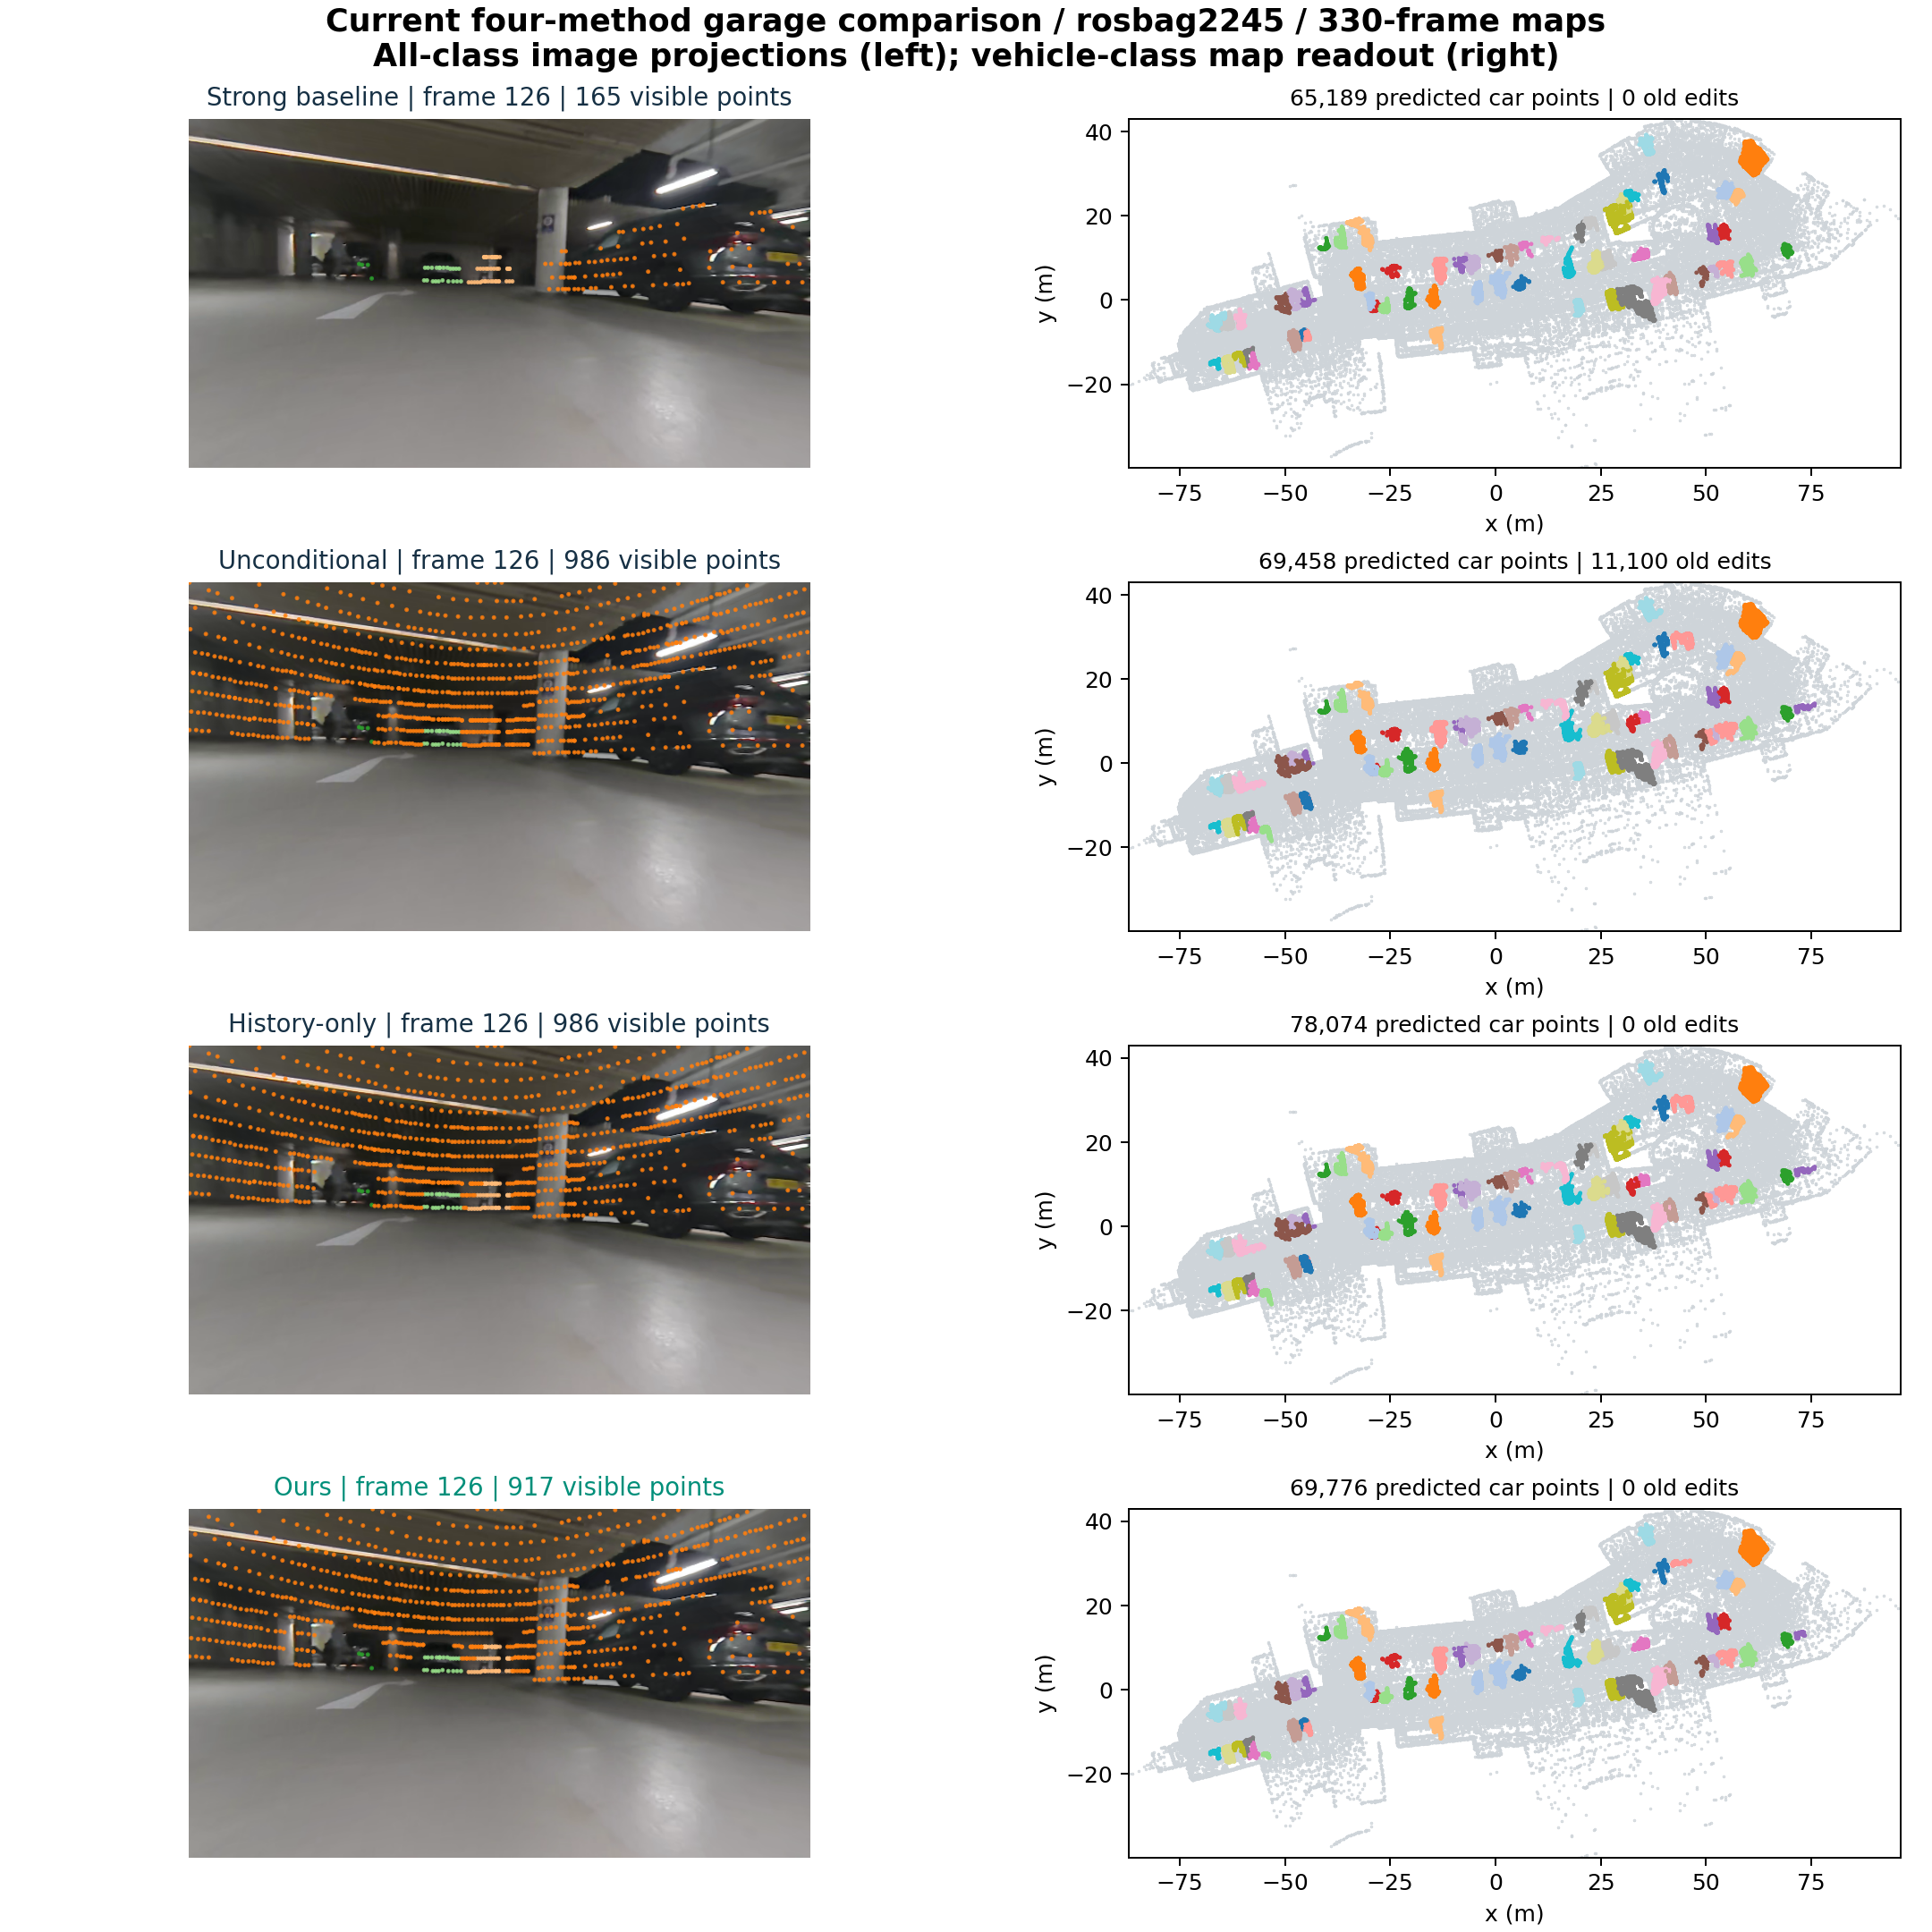 Current four-method garage comparison / rosbag2245 / 330-frame maps
All-class image projections (left); vehicle-class map readout (right)
Strong baseline | frame 126 | 165 visible points
65,189 predicted car points | 0 old edits
40
20
0
−20
y (m)
−75 −50 −25 0 25 50 75
x (m)
Unconditional | frame 126 | 986 visible points
69,458 predicted car points | 11,100 old edits
40
20
0
−20
y (m)
−75 −50 −25 0 25 50 75
x (m)
History-only | frame 126 | 986 visible points
78,074 predicted car points | 0 old edits
40
20
0
−20
y (m)
−75 −50 −25 0 25 50 75
x (m)
Ours | frame 126 | 917 visible points
69,776 predicted car points | 0 old edits
40
20
0
−20
y (m)
−75 −50 −25 0 25 50 75
x (m)